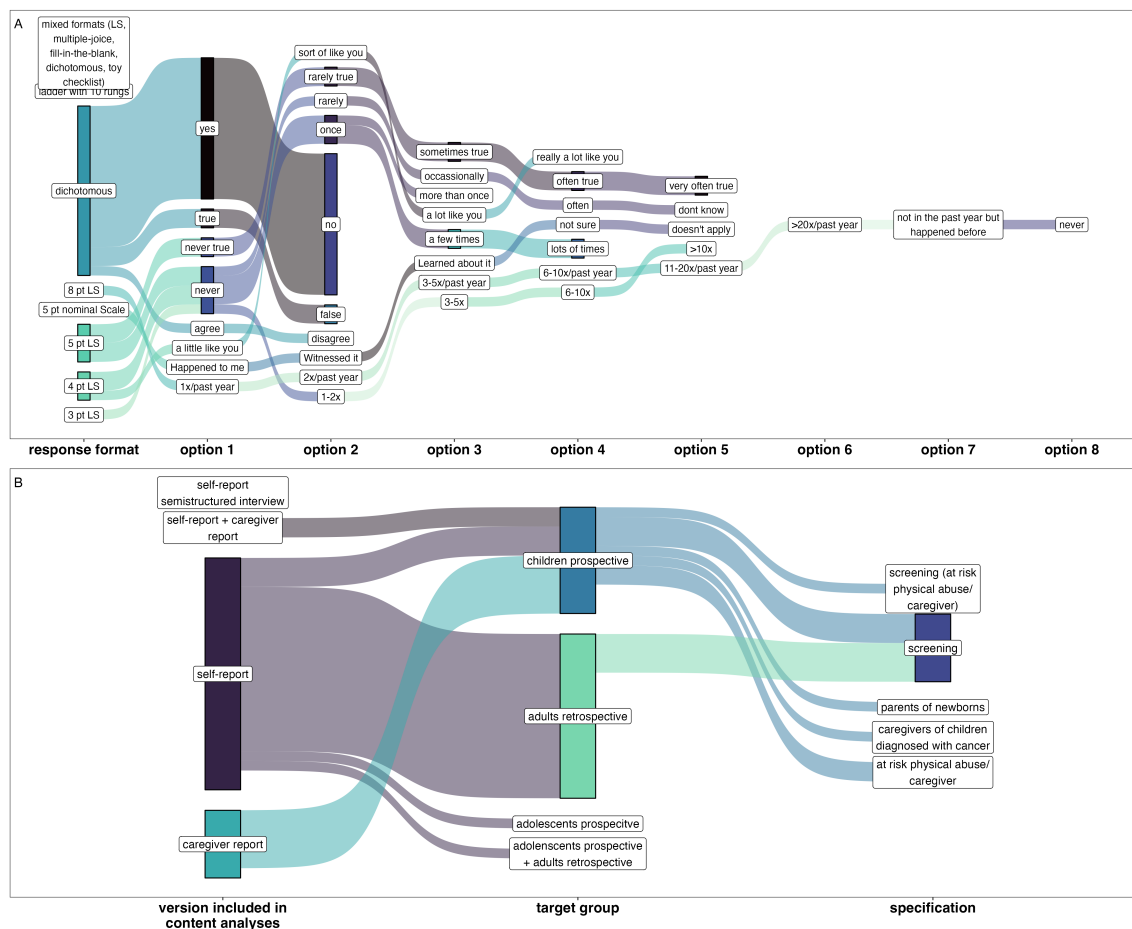 A
mixed formats (LS,
multiple-joice,
fill-in-the-blank,
dichotomous, toy
checklist)
ladder with 10 rungs
dichotomous
8 pt LS
5 pt nominal Scale
5 pt LS
4 pt LS
3 pt LS
yes
true
never true
never
agree
a little like you
Happened to me
1x/past year
sort of like you
rarely true
rarely
once
no
false
disagree
Witnessed it
2x/past year
1-2x
sometimes true
occassionally
more than once
a lot like you
a few times
Learned about it
3-5x/past year
3-5x
really a lot like you
often true
often
not sure
lots of times
6-10x/past year
6-10x
very often true
dont know
doesn't apply
>10x
11-20x/past year
>20x/past year
not in the past year but
happened before
never
response format
option 1
option 2
option 3
option 4
option 5
option 6
option 7
option 8
B
self-report
semistructured interview
self-report + caregiver
report
self-report
caregiver report
children prospective
adults retrospective
adolescents prospecitve
adolenscents prospective
+ adults retrospective
screening (at risk
physical abuse/
caregiver)
screening
parents of newborns
caregivers of children
diagnosed with cancer
at risk physical abuse/
caregiver
version included in
content analyses
target group
specification